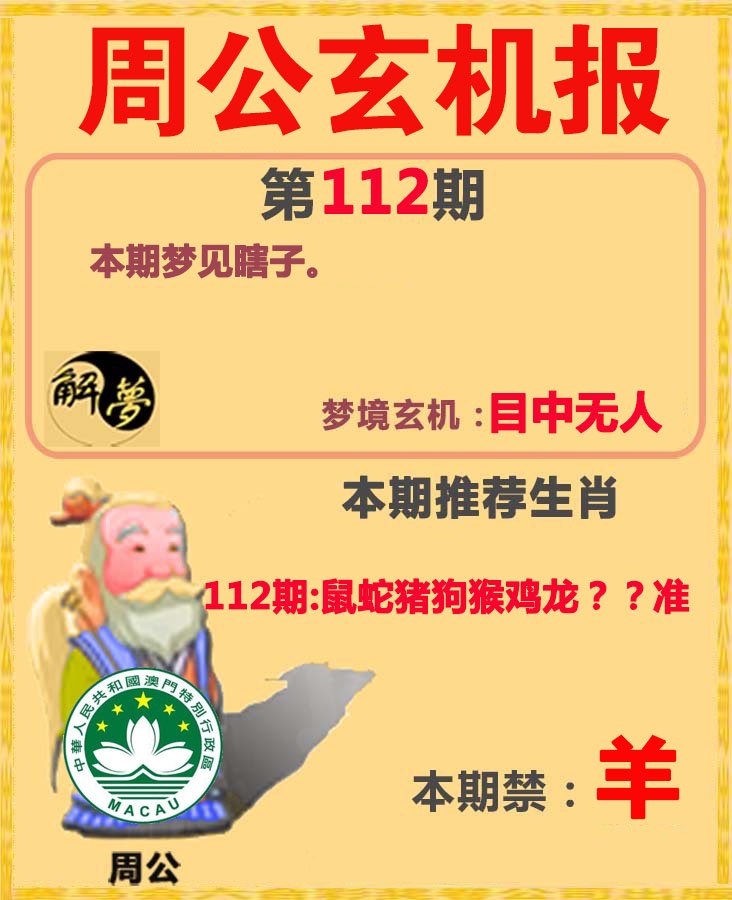 周公玄机报
第112期
本期梦见瞎子。
解夢
梦境玄机：目中无人
本期推荐生肖
112期:鼠蛇猪狗猴鸡龙？？准
中華人民共和國澳門特別行政區
MACAU
本期禁：羊
周公